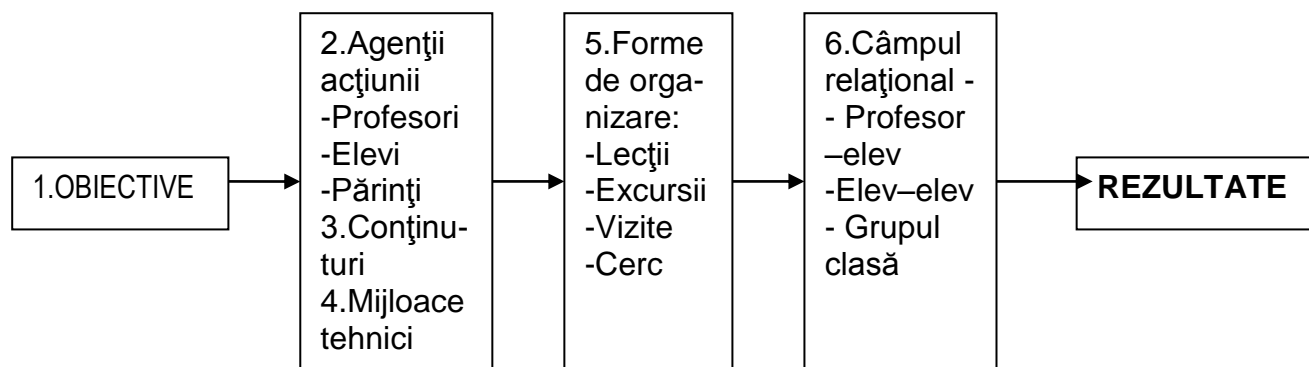 1.OBIECTIVE
2.Agenţii
acţiunii
-Profesori
-Elevi
-Părinţi
3.Conţinu-
turi
4.Mijloace
tehnici
5.Forme
de orga-
nizare:
-Lecţii
-Excursii
-Vizite
-Cerc
6.Câmpul
relaţional -
- Profesor
–elev
-Elev–elev
- Grupul
clasă
REZULTATE